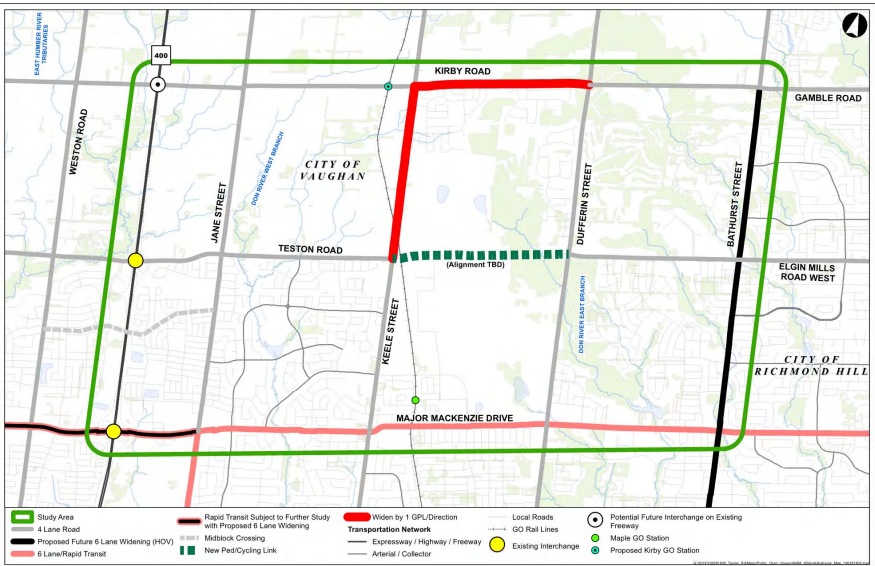 EAST HUMBER RIVER
TRIBUTARIES
400
KIRBY ROAD
GAMBLE ROAD
WESTON ROAD
DON RIVER WEST BRANCH
CITY OF
VAUGHAN
JANE STREET
DUFFERIN STREET
BATHURST STREET
TESTON ROAD
(Alignment TBD)
ELGIN MILLS
ROAD WEST
KEELE STREET
DON RIVER EAST BRANCH
CITY OF
RICHMOND HILL
MAJOR MACKENZIE DRIVE
Study Area
4 Lane Road
Proposed Future 6 Lane Widening (HOV)
6 Lane/Rapid Transit
Rapid Transit Subject to Further Study
with Proposed 6 Lane Widening
Midblock Crossing
New Ped/Cycling Link
Widen by 1 GPL/Direction
Transportation Network
Expressway / Highway / Freeway
Arterial / Collector
Local Roads
GO Rail Lines
Existing Interchange
Potential Future Interchange on Existing
Freeway
Maple GO Station
Proposed Kirby GO Station